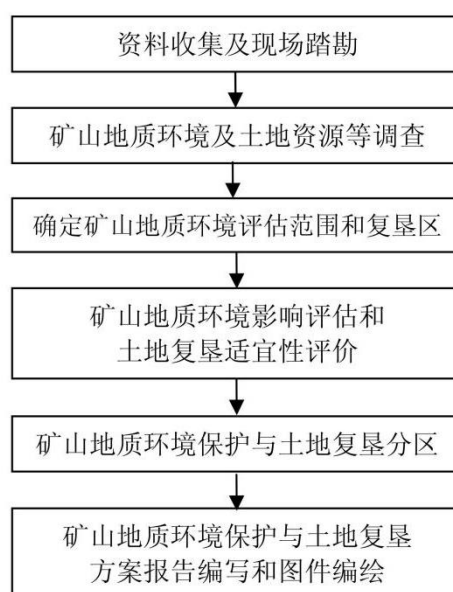 资料收集及现场踏勘
矿山地质环境及土地资源等调查
确定矿山地质环境评估范围和复垦区
矿山地质环境影响评估和
土地复垦适宜性评价
矿山地质环境保护与土地复垦分区
矿山地质环境保护与土地复垦
方案报告编写和图件编绘